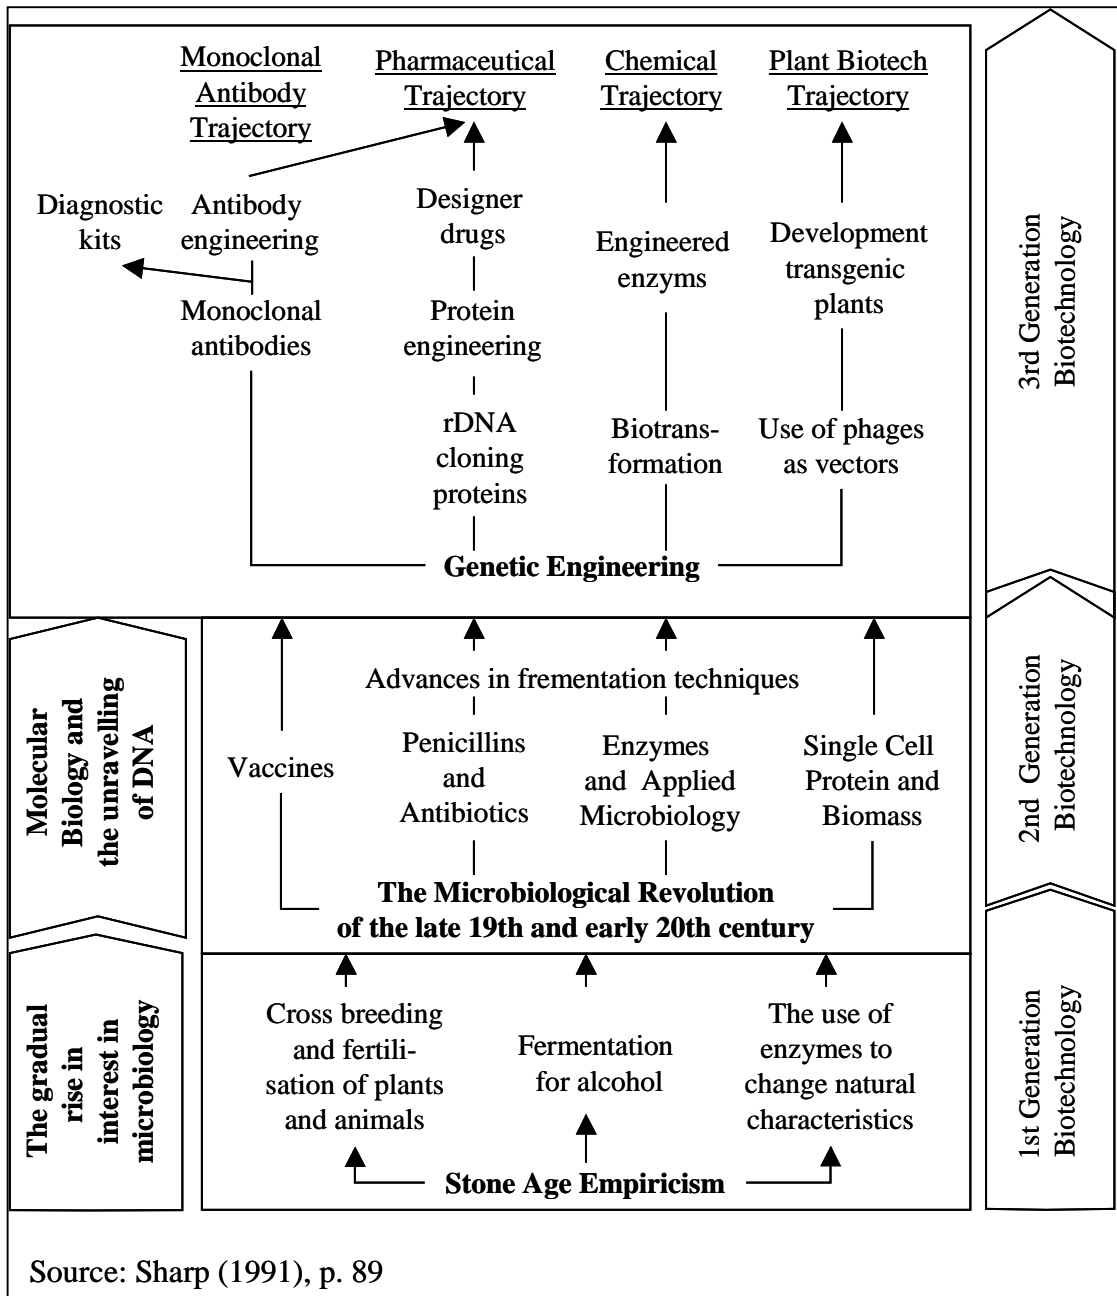 Monoclonal
Antibody
Trajectory
Pharmaceutical
Trajectory
Chemical
Trajectory
Plant Biotech
Trajectory
Diagnostic
kits
Antibody
engineering
Monoclonal
antibodies
Designer
drugs
Protein
engineering
rDNA
cloning
proteins
Engineered
enzyms
Biotrans-
formation
Development
transgenic
plants
Use of phages
as vectors
Genetic Engineering
3rd Generation
Biotechnology
Molecular
Biology and
the unravelling
of DNA
Advances in frementation techniques
Vaccines
Penicillins
and
Antibiotics
Enzymes
and Applied
Microbiology
Single Cell
Protein and
Biomass
The Microbiological Revolution
of the late 19th and early 20th century
2nd Generation
Biotechnology
The gradual
rise in
interest in
microbiology
Cross breeding
and fertili-
sation of plants
and animals
Fermentation
for alcohol
The use of
enzymes to
change natural
characteristics
Stone Age Empiricism
1st Generation
Biotechnology
Source: Sharp (1991), p. 89